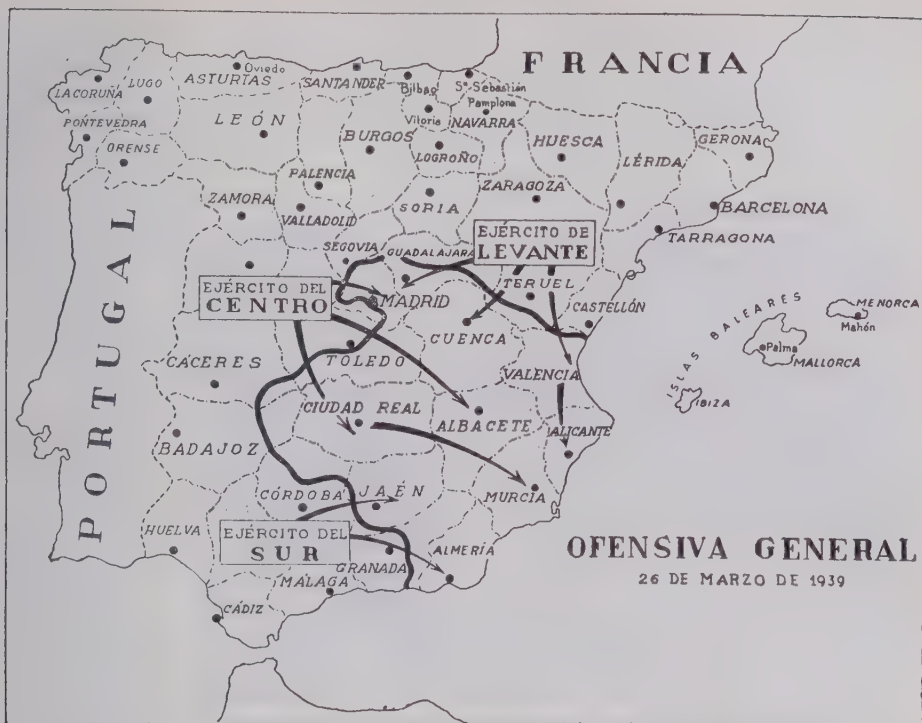 FRANCIA
Oviedo
LA CORUÑA
LUGO
ASTURIAS
SANTANDER
Bilbao
Sn Sebastián
Pamplona
PONTEVEDRA
LEÓN
Vitoria
NAVARRA
ORENSE
BURGOS
LOGROÑO
HUESCA
LÉRIDA
GERONA
PALENCIA
ZAMORA
VALLADOLID
SORIA
ZARAGOZA
BARCELONA
TARRAGONA
SEGOVIA
GUADALAJARA
EJÉRCITO DE
LEVANTE
EJÉRCITO DEL
CENTRO
MADRID
TERUEL
CASTELLÓN
PORTUGAL
CUENCA
ISLAS BALEARES
MENORCA
Mahón
Palma
MALLORCA
IBIZA
CÁCERES
TOLEDO
VALENCIA
CIUDAD REAL
ALBACETE
ALICANTE
BADAJOZ
CÓRDOBA
JAÉN
MURCIA
HUELVA
EJÉRCITO DEL
SUR
GRANADA
ALMERÍA
MÁLAGA
CÁDIZ
OFENSIVA GENERAL
26 DE MARZO DE 1939